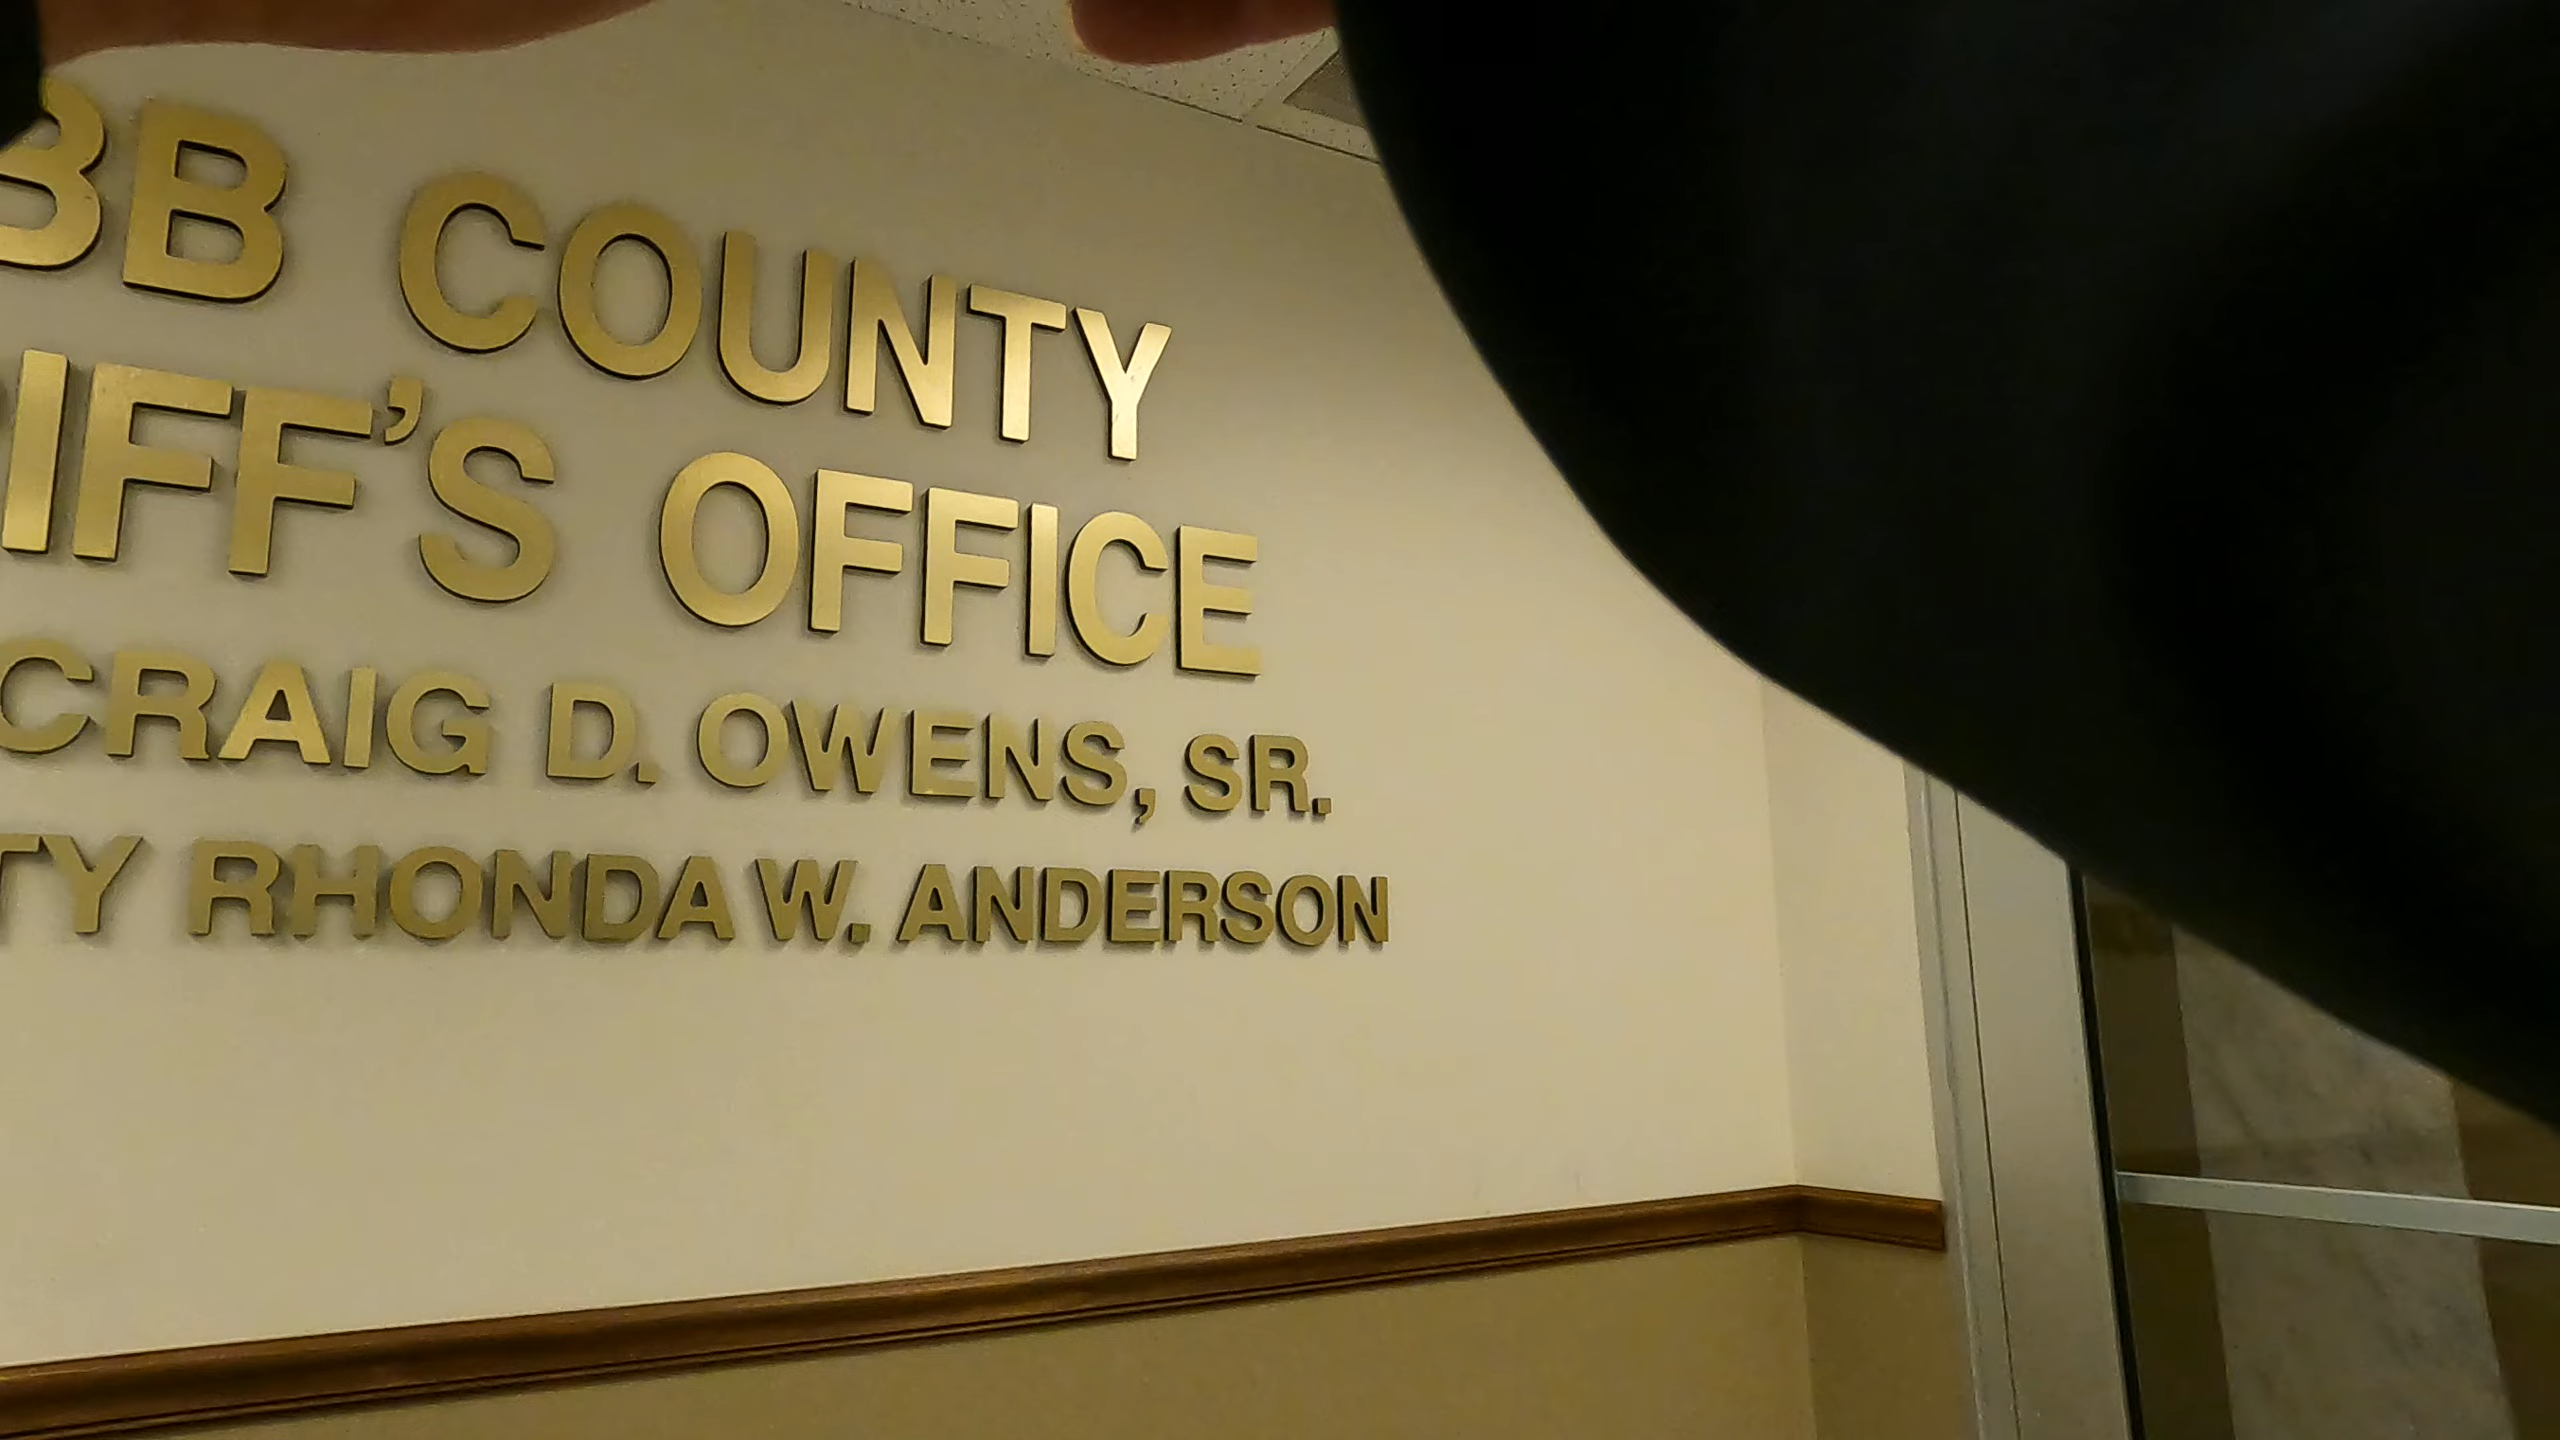 BB COUNTY
IFF'S OFFICE
CRAIG D. OWENS, SR.
TY RHONDA W. ANDERSON